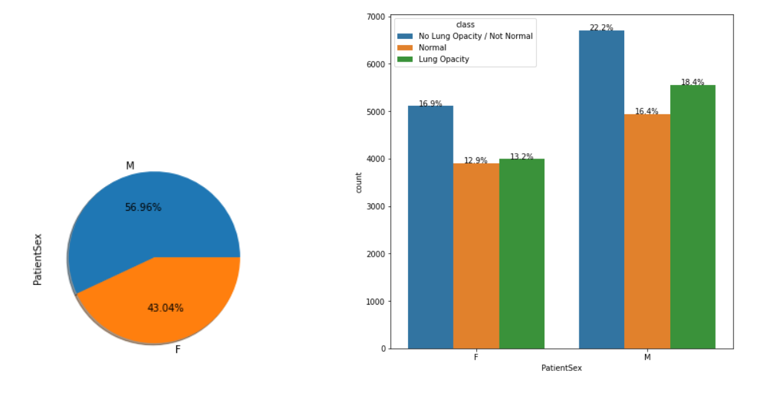 M
56.96%
PatientSex
43.04%
F
7000
6000
5000
4000
3000
2000
1000
0
count
class
No Lung Opacity / Not Normal
Normal
Lung Opacity
16.9%
12.9%
13.2%
22.2%
16.4%
18.4%
F
M
PatientSex